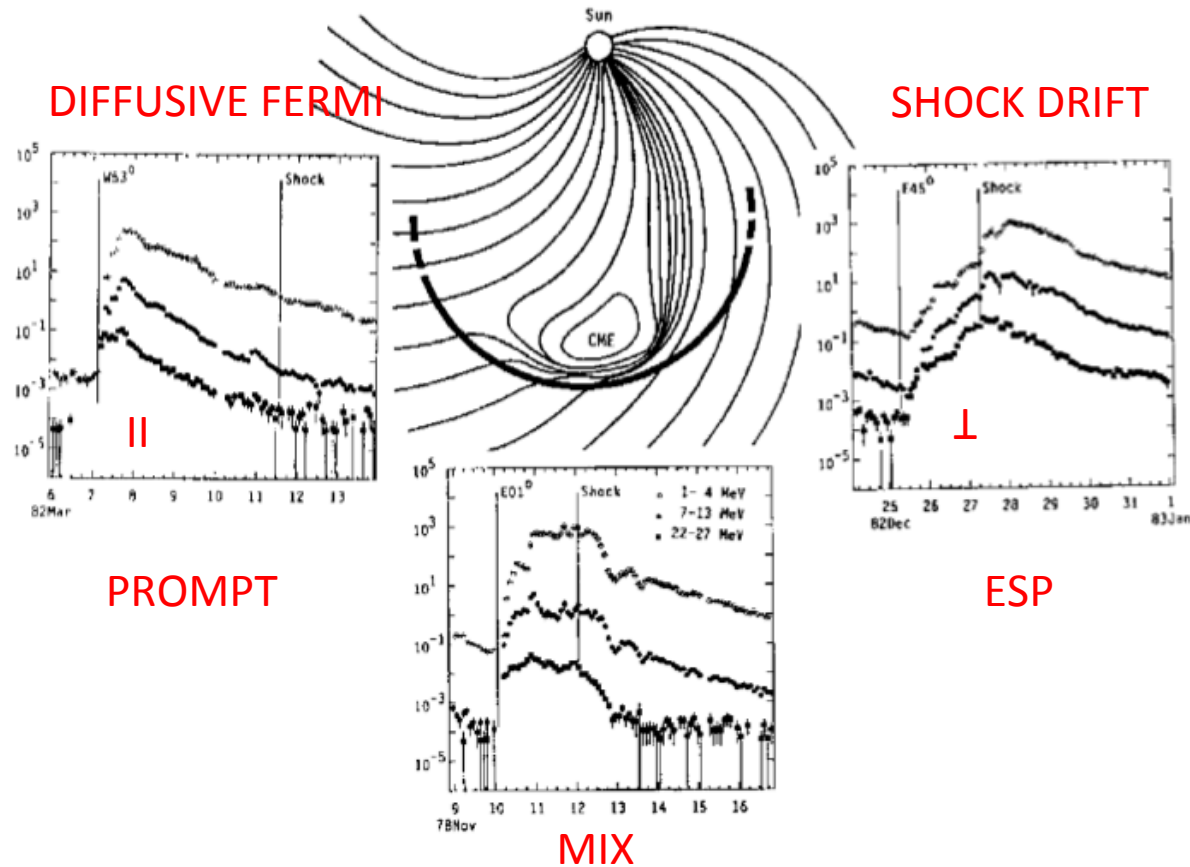 Sun
DIFFUSIVE FERMI
SHOCK DRIFT
10^5
10^3
10^1
10^-1
10^-3
10^-5
W53°
Shock
||
6 7 8 9 10 11 12 13
82Mar
PROMPT
CME
10^5
10^3
10^1
10^-1
10^-3
10^-5
E45°
Shock
⊥
25 26 27 28 29 30 31 1
82Dec
83Jan
ESP
10^5
10^3
10^1
10^-1
10^-3
10^-5
E01°
Shock
1- 4 MeV
7-13 MeV
22-27 MeV
9 10 11 12 13 14 15 16
78Nov
MIX